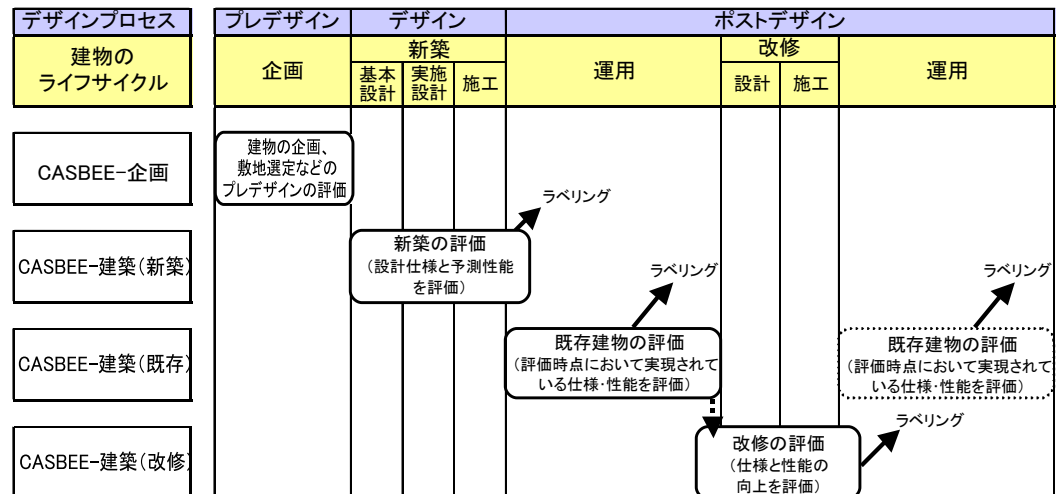 デザインプロセス
プレデザイン
デザイン
ポストデザイン
建物の
ライフサイクル
企画
新築
基本
設計
実施
設計
施工
運用
改修
設計
施工
運用
CASBEE-企画
建物の企画、
敷地選定などの
プレデザインの評価
ラベリング
CASBEE-建築(新築)
新築の評価
(設計仕様と予測性能
を評価)
ラベリング
ラベリング
CASBEE-建築(既存)
既存建物の評価
(評価時点において実現されて
いる仕様・性能を評価)
既存建物の評価
(評価時点において実現されて
いる仕様・性能を評価)
ラベリング
CASBEE-建築(改修)
改修の評価
(仕様と性能の
向上を評価)